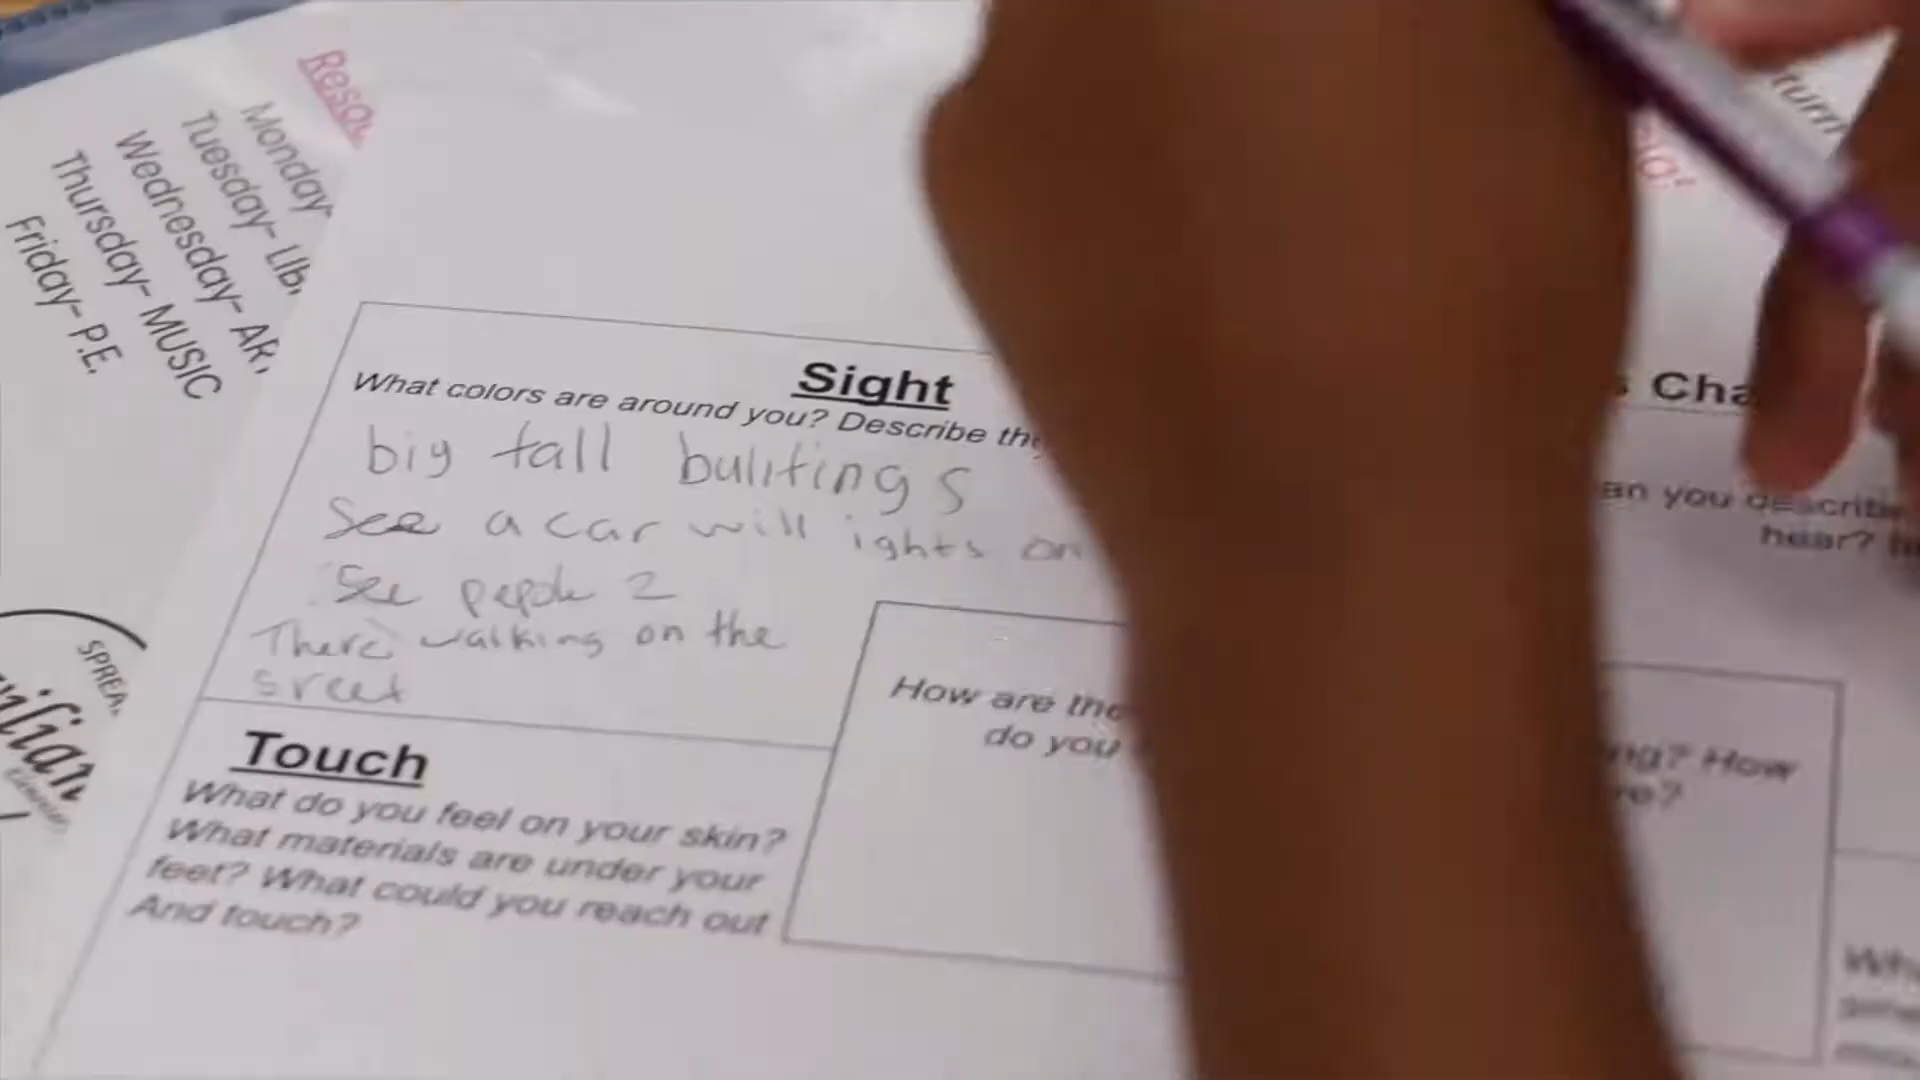 Monday
Tuesday- LIb
Wednesday- AR
Thursday- MUSIC
Friday- P.E.
SPREA
Sight
What colors are around you? Describe
big tall bulitings
See a car will ights on
See pepole 2
There walking on the
sreet
Touch
What do you feel on your skin?
What materials are under your
feet? What could you reach out
And touch?
How are the
do you
Cha
an you describe
hear?
ng? How